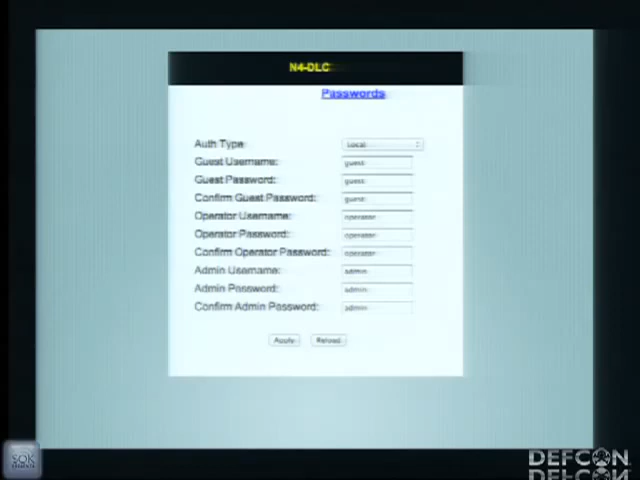 N4-DLC
Passwords
Auth Type: Local
Guest Username: guest
Guest Password: guest
Confirm Guest Password: guest
Operator Username: operator
Operator Password: operator
Confirm Operator Password: operator
Admin Username: admin
Admin Password: admin
Confirm Admin Password: admin
Apply Reload
SOK
DEFCON